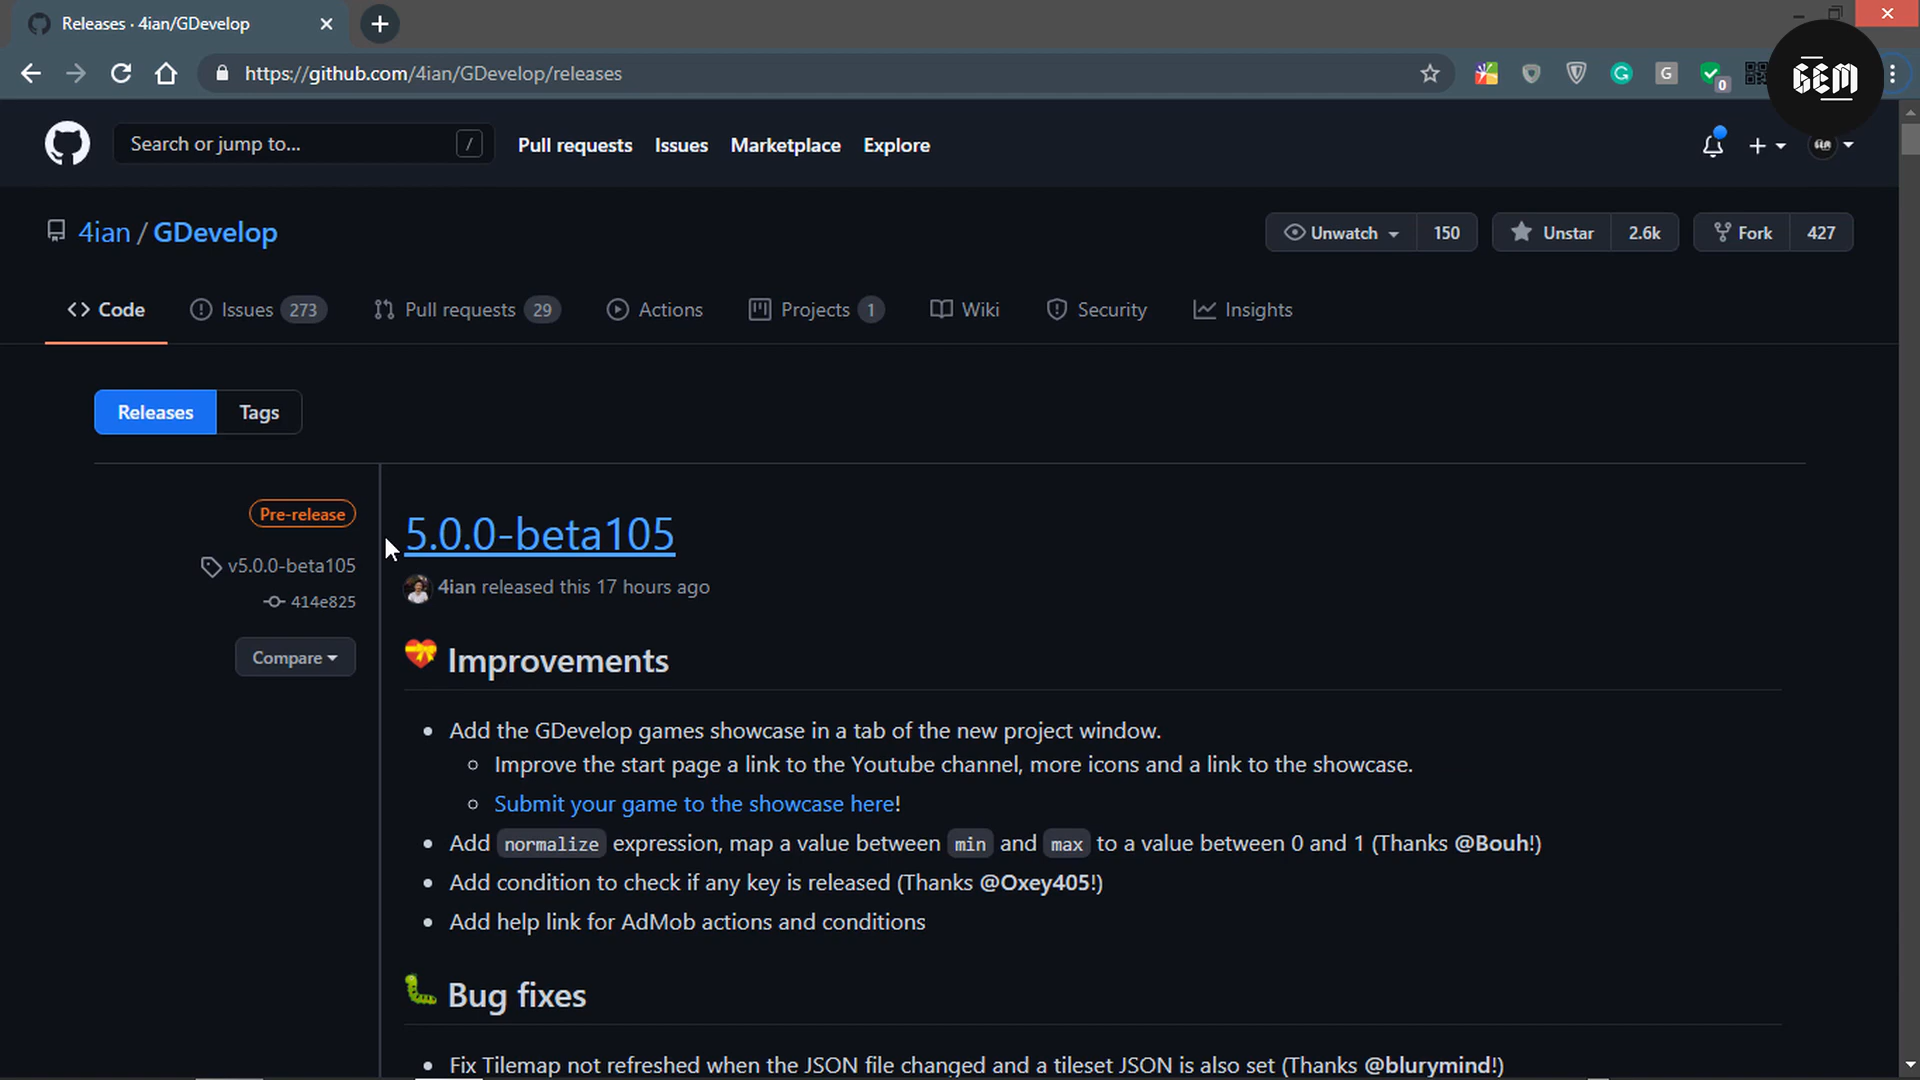 Releases · 4ian/GDevelop
https://github.com/4ian/GDevelop/releases
G
0
GEM
Search or jump to...
/
Pull requests
Issues
Marketplace
Explore
4ian / GDevelop
Unwatch 150
Unstar 2.6k
Fork 427
Code
Issues 273
Pull requests 29
Actions
Projects 1
Wiki
Security
Insights
Releases
Tags
Pre-release
v5.0.0-beta105
414e825
Compare
5.0.0-beta105
4ian released this 17 hours ago
Improvements
Add the GDevelop games showcase in a tab of the new project window.
Improve the start page a link to the Youtube channel, more icons and a link to the showcase.
Submit your game to the showcase here!
Add normalize expression, map a value between min and max to a value between 0 and 1 (Thanks @Bouh!)
Add condition to check if any key is released (Thanks @Oxey405!)
Add help link for AdMob actions and conditions
Bug fixes
Fix Tilemap not refreshed when the JSON file changed and a tileset JSON is also set (Thanks @blurymind!)